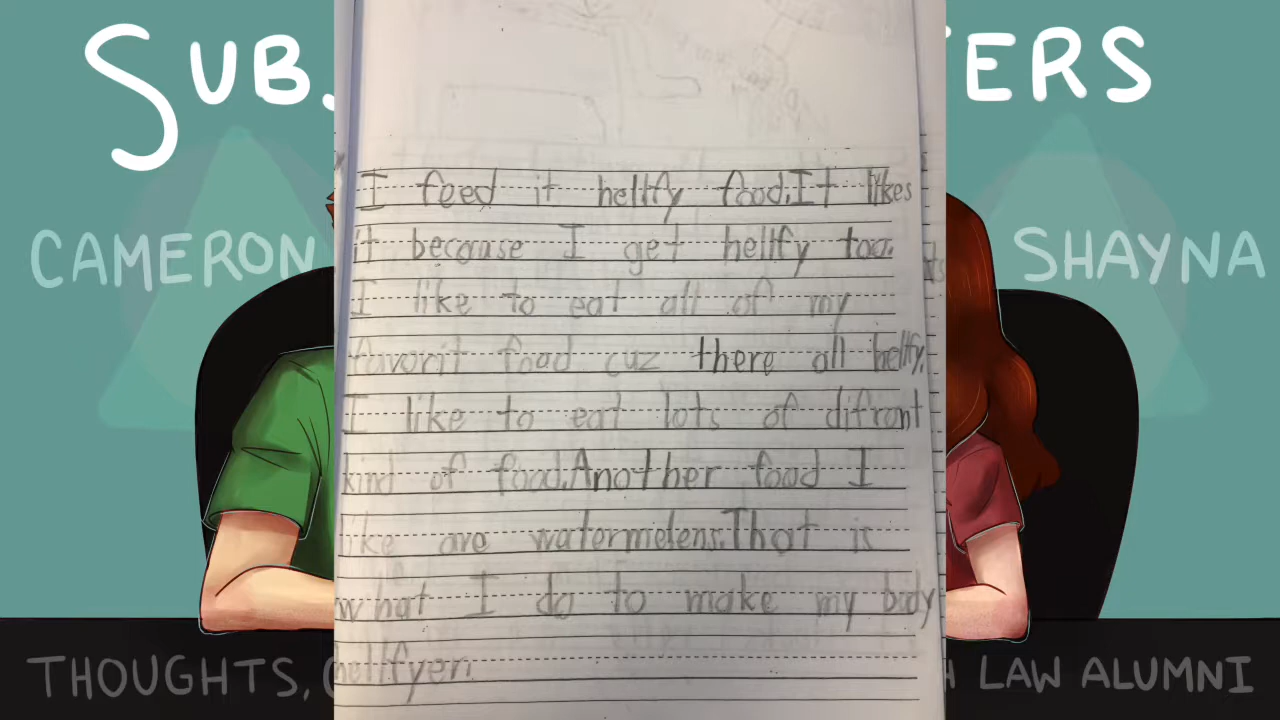 SUB. ERS
CAMERON
SHAYNA
I feed it hellfy food. It likes
it because I get hellfy too.
I like to eat all of my
favorit food cuz there all hellfy.
I like to eat lots of difront
kind of food. Another food I
like are watermelens. That is
what I do to make my body
hellfyer.
THOUGHTS, LAW ALUMNI